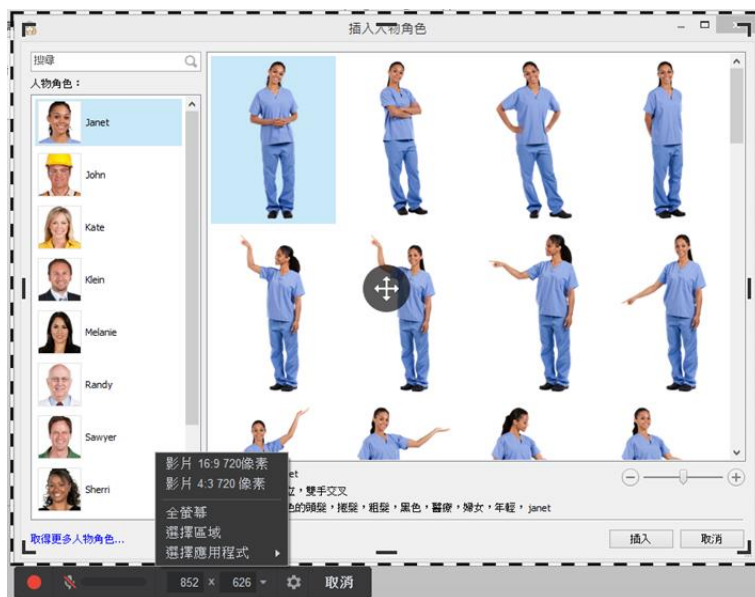 插入人物角色
搜尋
人物角色：
Janet
John
Kate
Klein
Melanie
Randy
Sawyer
Sherri
取得更多人物角色...
影片 16:9 720像素
影片 4:3 720 像素
全螢幕
選擇區域
選擇應用程式
et
位，雙手交叉
色的頭髮，捲髮，粗髮，黑色，醫療，婦女，年輕，janet
插入
取消
852 × 626
取消